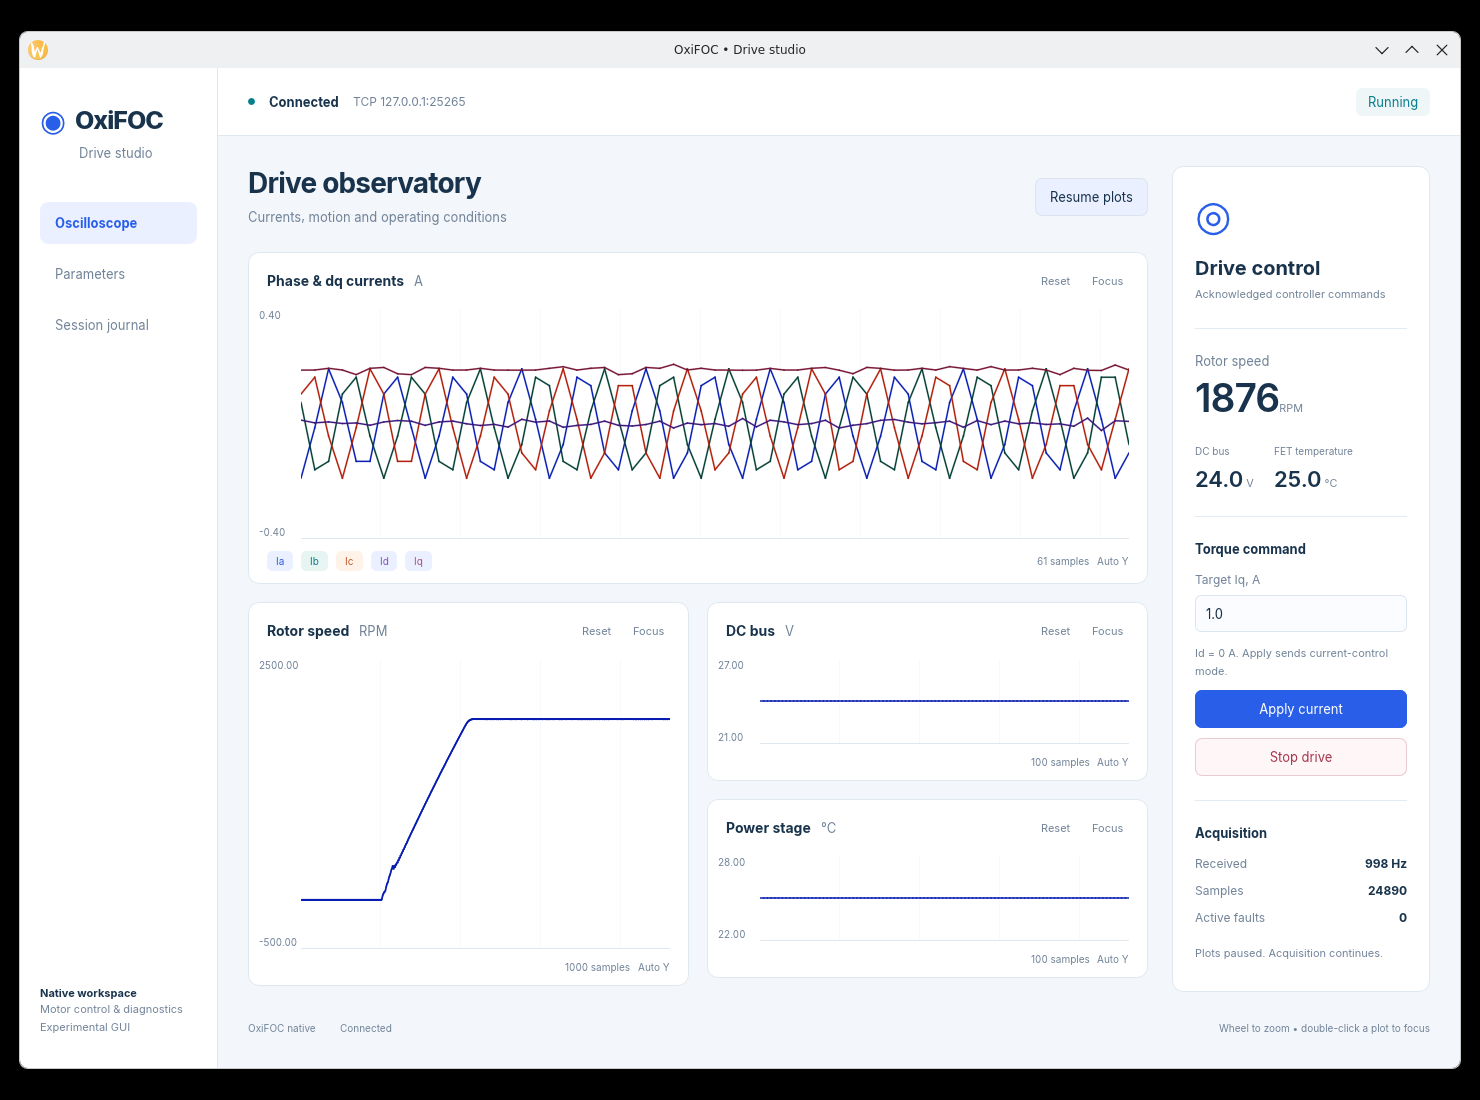 OxiFOC • Drive studio
OxiFOC
Drive studio
Oscilloscope
Parameters
Session journal
Native workspace
Motor control & diagnostics
Experimental GUI
Connected TCP 127.0.0.1:25265
Running
Drive observatory
Currents, motion and operating conditions
Resume plots
Phase & dq currents A
Reset Focus
0.40
-0.40
Ia Ib Ic Id Iq
61 samples Auto Y
Rotor speed RPM
Reset Focus
2500.00
-500.00
1000 samples Auto Y
DC bus V
Reset Focus
27.00
21.00
100 samples Auto Y
Power stage °C
Reset Focus
28.00
22.00
100 samples Auto Y
Drive control
Acknowledged controller commands
Rotor speed
1876 RPM
DC bus FET temperature
24.0 V 25.0 °C
Torque command
Target Iq, A
1.0
Id = 0 A. Apply sends current-control
mode.
Apply current
Stop drive
Acquisition
Received 998 Hz
Samples 24890
Active faults 0
Plots paused. Acquisition continues.
OxiFOC native Connected
Wheel to zoom • double-click a plot to focus